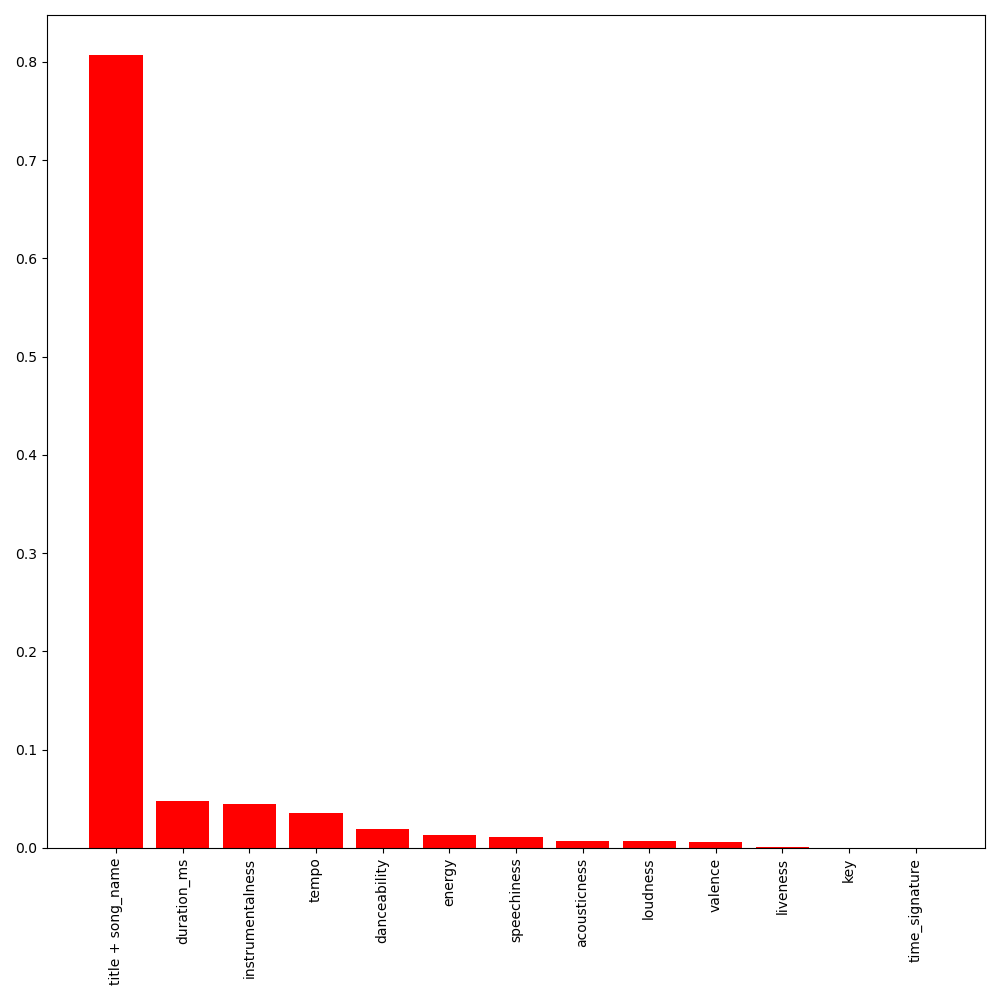 0.8
0.7
0.6
0.5
0.4
0.3
0.2
0.1
0.0
title + song_name
duration_ms
instrumentalness
tempo
danceability
energy
speechiness
acousticness
loudness
valence
liveness
key
time_signature